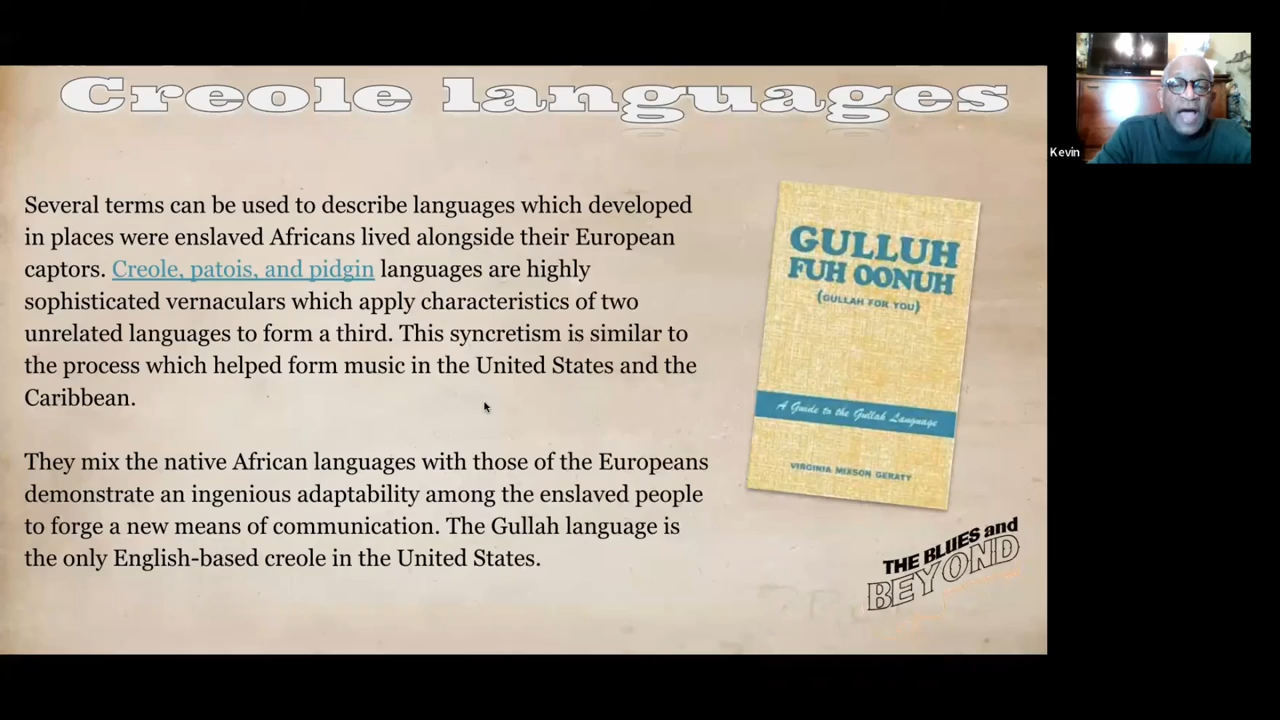 Creole languages
Several terms can be used to describe languages which developed
in places were enslaved Africans lived alongside their European
captors. Creole, patois, and pidgin languages are highly
sophisticated vernaculars which apply characteristics of two
unrelated languages to form a third. This syncretism is similar to
the process which helped form music in the United States and the
Caribbean.
They mix the native African languages with those of the Europeans
demonstrate an ingenious adaptability among the enslaved people
to forge a new means of communication. The Gullah language is
the only English-based creole in the United States.
GULLUH
FUH OONUH
(GULLAH FOR YOU)
A Guide to the Gullah Language
VIRGINIA MIXSON GERATY
THE BLUES and
BEYOND
Kevin